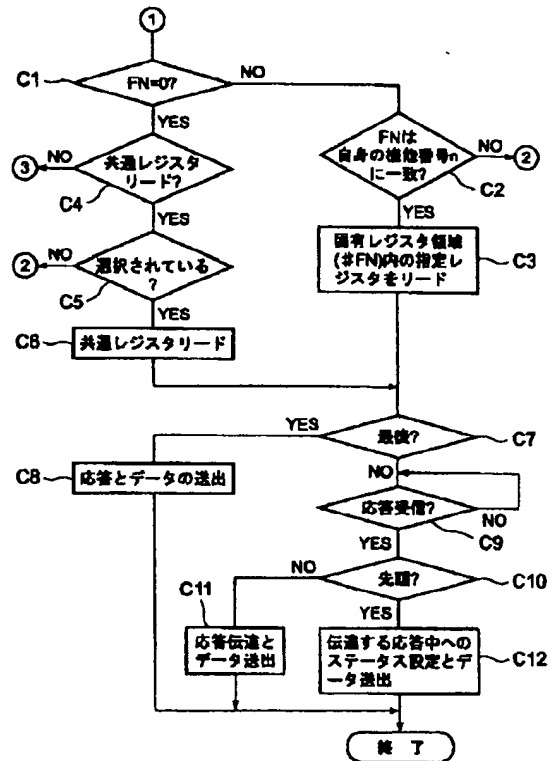 ①
C1
FN=0?
NO
YES
③
NO
共通レジスタ
リード?
C4
YES
FNは
自身の機能番号n
に一致?
NO
②
C2
YES
②
NO
選択されている
?
C5
YES
固有レジスタ領域
(#FN)内の指定レ
ジスタをリード
C3
C6
共通レジスタリード
YES
最後?
C7
NO
C8
応答とデータの送出
応答受信?
NO
C9
YES
NO
先頭?
C10
YES
C11
応答伝達と
データ送出
伝達する応答中への
ステータス設定とデ
ータ送出
C12
終 了